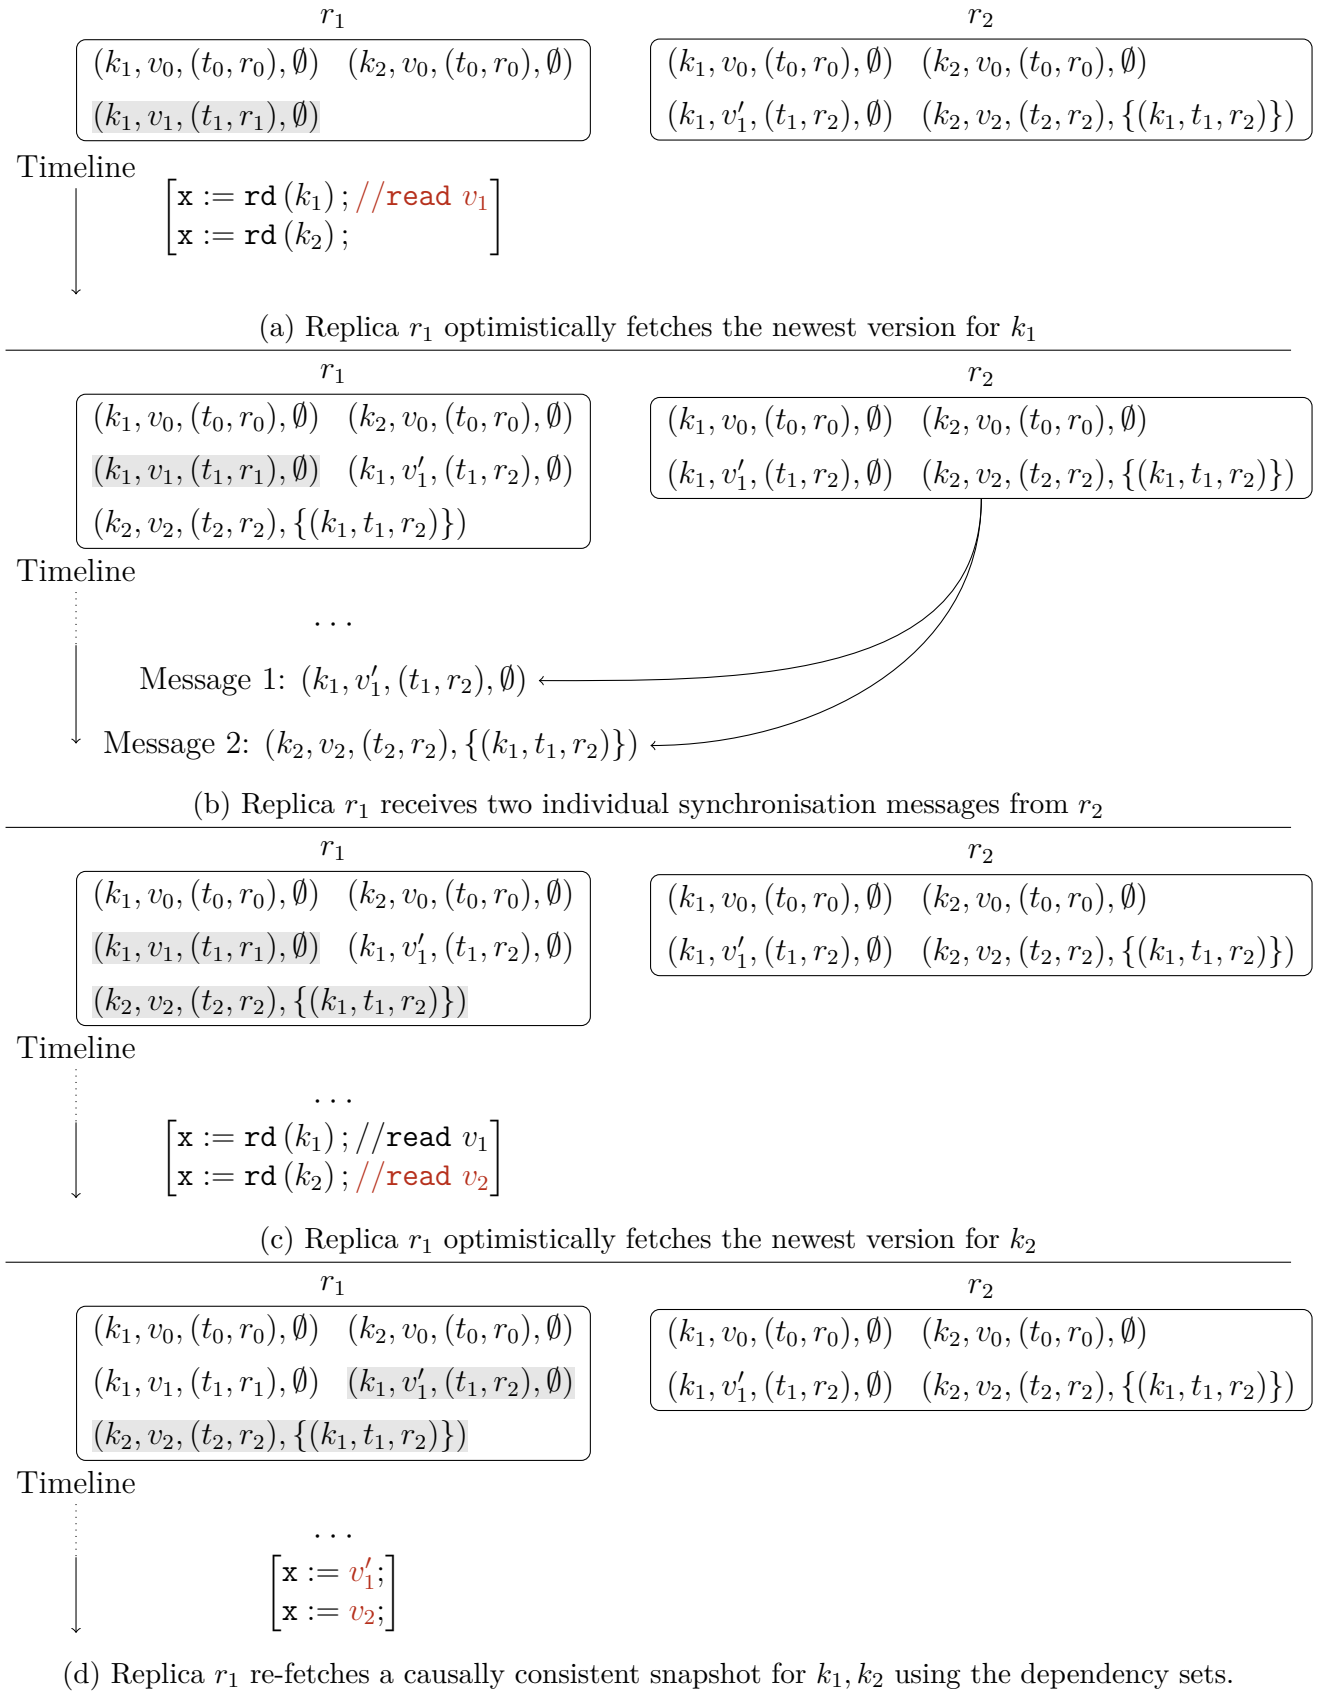 r₁ r₂
(k₁, v₀, (t₀, r₀), ∅) (k₂, v₀, (t₀, r₀), ∅) (k₁, v₀, (t₀, r₀), ∅) (k₂, v₀, (t₀, r₀), ∅)
(k₁, v₁, (t₁, r₁), ∅) (k₁, v₁′, (t₁, r₂), ∅) (k₂, v₂, (t₂, r₂), {(k₁, t₁, r₂)})
Timeline
x := rd (k₁) ; //read v₁
x := rd (k₂) ;
(a) Replica r₁ optimistically fetches the newest version for k₁
r₁ r₂
(k₁, v₀, (t₀, r₀), ∅) (k₂, v₀, (t₀, r₀), ∅) (k₁, v₀, (t₀, r₀), ∅) (k₂, v₀, (t₀, r₀), ∅)
(k₁, v₁, (t₁, r₁), ∅) (k₁, v₁′, (t₁, r₂), ∅) (k₁, v₁′, (t₁, r₂), ∅) (k₂, v₂, (t₂, r₂), {(k₁, t₁, r₂)})
(k₂, v₂, (t₂, r₂), {(k₁, t₁, r₂)})
Timeline
...
Message 1: (k₁, v₁′, (t₁, r₂), ∅)
Message 2: (k₂, v₂, (t₂, r₂), {(k₁, t₁, r₂)})
(b) Replica r₁ receives two individual synchronisation messages from r₂
r₁ r₂
(k₁, v₀, (t₀, r₀), ∅) (k₂, v₀, (t₀, r₀), ∅) (k₁, v₀, (t₀, r₀), ∅) (k₂, v₀, (t₀, r₀), ∅)
(k₁, v₁, (t₁, r₁), ∅) (k₁, v₁′, (t₁, r₂), ∅) (k₁, v₁′, (t₁, r₂), ∅) (k₂, v₂, (t₂, r₂), {(k₁, t₁, r₂)})
(k₂, v₂, (t₂, r₂), {(k₁, t₁, r₂)})
Timeline
...
x := rd (k₁) ; //read v₁
x := rd (k₂) ; //read v₂
(c) Replica r₁ optimistically fetches the newest version for k₂
r₁ r₂
(k₁, v₀, (t₀, r₀), ∅) (k₂, v₀, (t₀, r₀), ∅) (k₁, v₀, (t₀, r₀), ∅) (k₂, v₀, (t₀, r₀), ∅)
(k₁, v₁, (t₁, r₁), ∅) (k₁, v₁′, (t₁, r₂), ∅) (k₁, v₁′, (t₁, r₂), ∅) (k₂, v₂, (t₂, r₂), {(k₁, t₁, r₂)})
(k₂, v₂, (t₂, r₂), {(k₁, t₁, r₂)})
Timeline
...
x := v₁′;
x := v₂;
(d) Replica r₁ re-fetches a causally consistent snapshot for k₁, k₂ using the dependency sets.